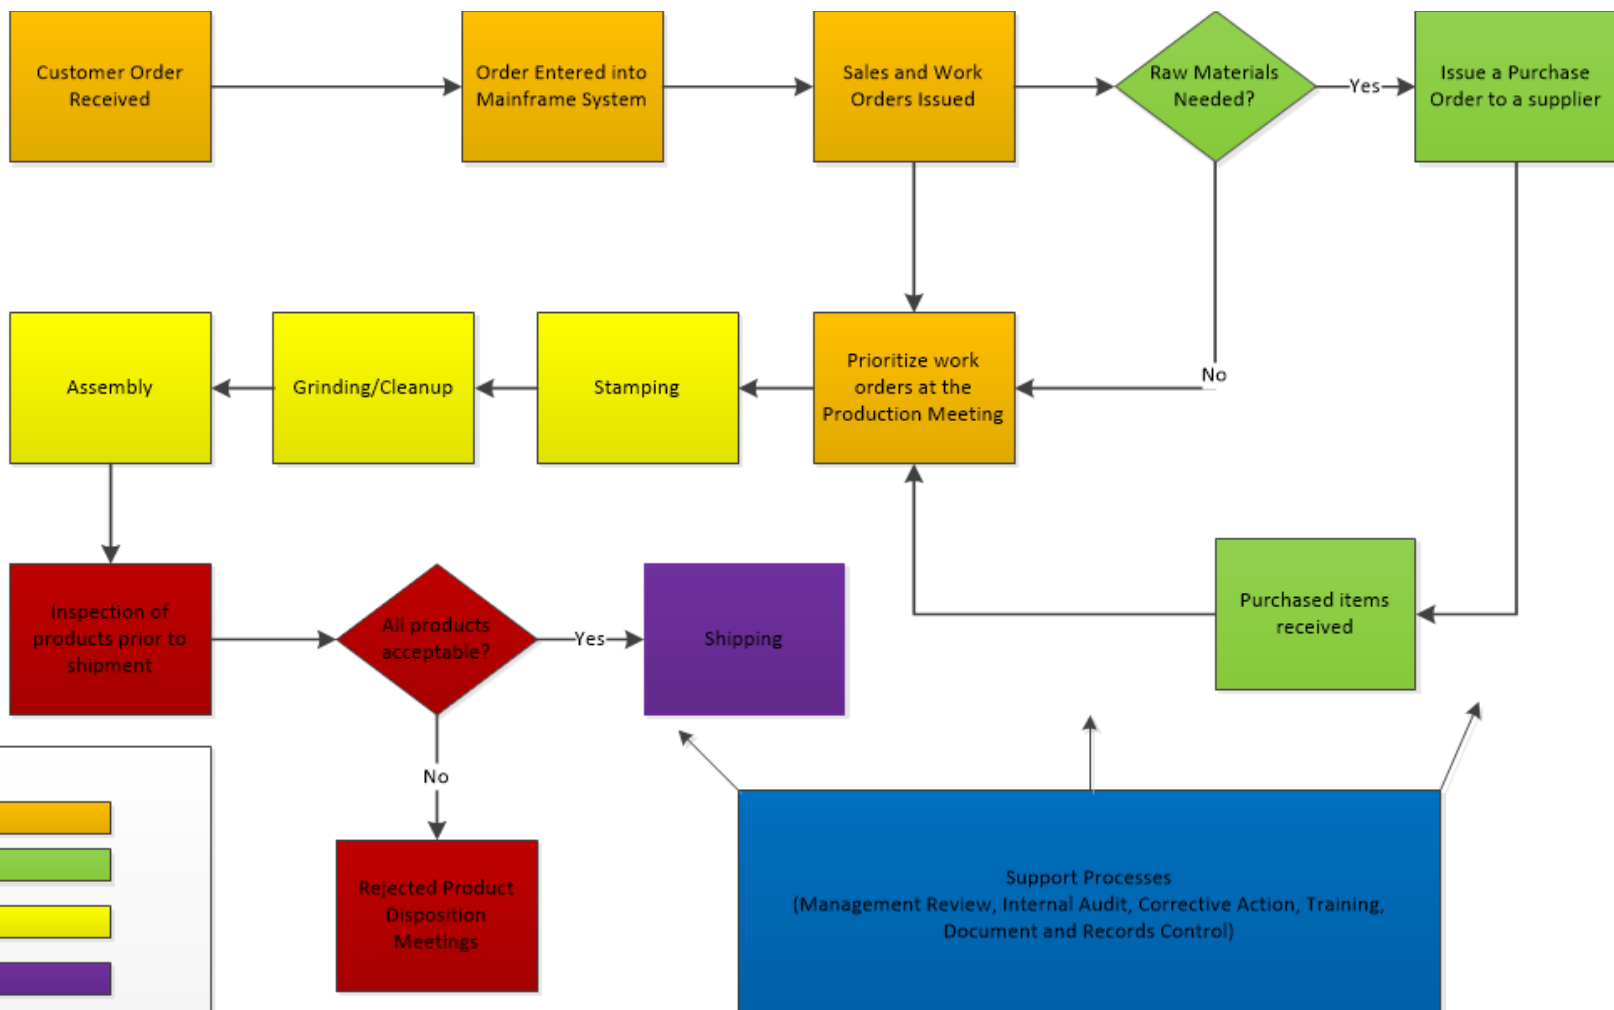 Customer Order
Received
Order Entered into
Mainframe System
Sales and Work
Orders Issued
Raw Materials
Needed?
Yes
Issue a Purchase
Order to a supplier
Assembly
Grinding/Cleanup
Stamping
Prioritize work
orders at the
Production Meeting
No
Inspection of
products prior to
shipment
All products
acceptable?
Yes
Shipping
Purchased items
received
No
Rejected Product
Disposition
Meetings
Support Processes
(Management Review, Internal Audit, Corrective Action, Training,
Document and Records Control)